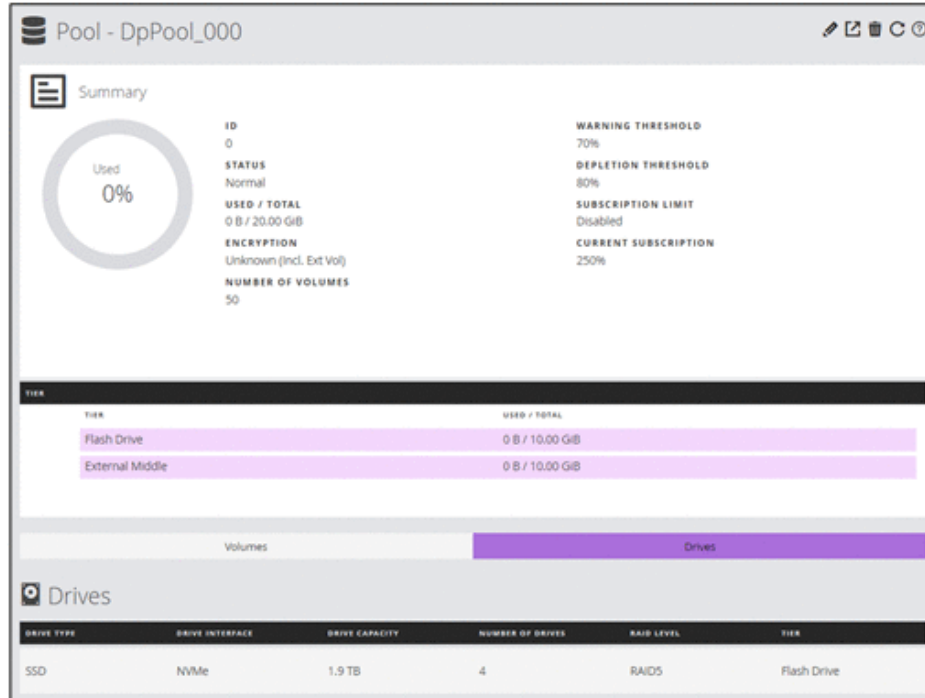 Pool - DpPool_000
Summary
Used
0%
ID
0
STATUS
Normal
USED / TOTAL
0 B / 20.00 GiB
ENCRYPTION
Unknown (Incl. Ext Vol)
NUMBER OF VOLUMES
50
WARNING THRESHOLD
70%
DEPLETION THRESHOLD
80%
SUBSCRIPTION LIMIT
Disabled
CURRENT SUBSCRIPTION
250%
TIER
TIER USED / TOTAL
Flash Drive 0 B / 10.00 GiB
External Middle 0 B / 10.00 GiB
Volumes Drives
Drives
DRIVE TYPE DRIVE INTERFACE DRIVE CAPACITY NUMBER OF DRIVES RAID LEVEL TIER
SSD NVMe 1.9 TB 4 RAID5 Flash Drive